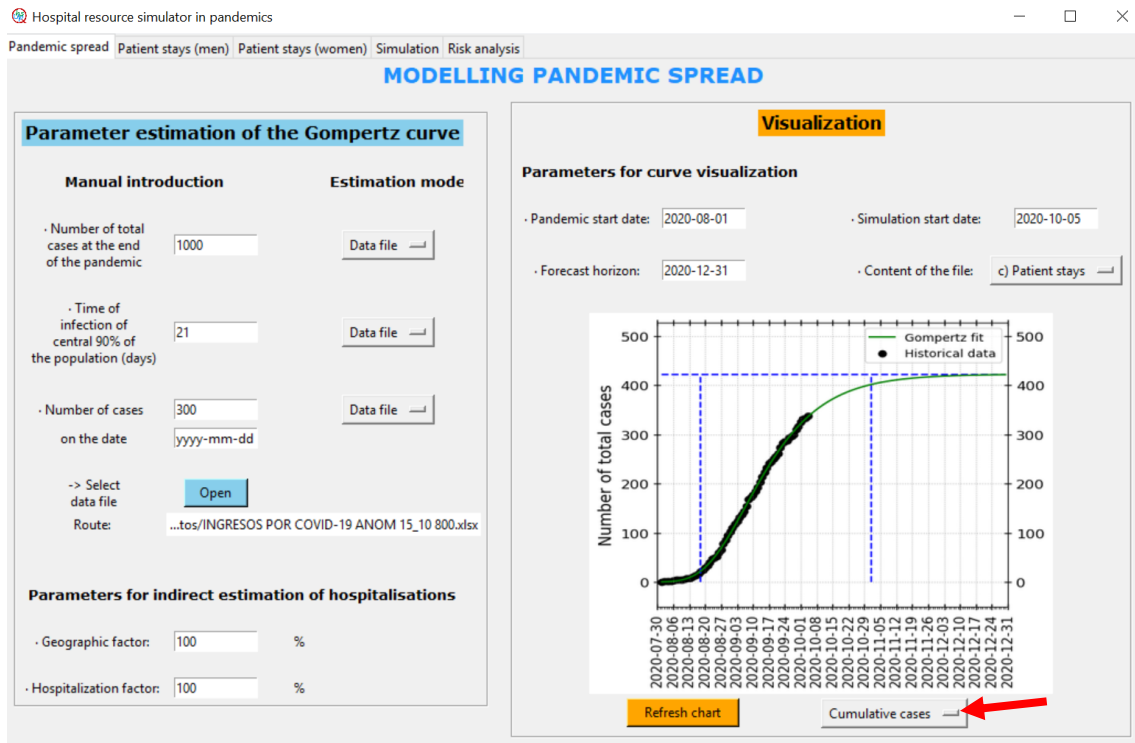 Hospital resource simulator in pandemics
Pandemic spread Patient stays (men) Patient stays (women) Simulation Risk analysis
MODELLING PANDEMIC SPREAD
Parameter estimation of the Gompertz curve
Manual introduction Estimation mode
· Number of total
cases at the end
of the pandemic
1000
Data file
· Time of
infection of
central 90% of
the population (days)
21
Data file
· Number of cases
300
Data file
on the date
yyyy-mm-dd
-> Select
data file
Open
Route:
...tos/INGRESOS POR COVID-19 ANOM 15_10 800.xlsx
Parameters for indirect estimation of hospitalisations
· Geographic factor: 100 %
· Hospitalization factor: 100 %
Visualization
Parameters for curve visualization
· Pandemic start date: 2020-08-01
· Simulation start date: 2020-10-05
· Forecast horizon: 2020-12-31
· Content of the file: c) Patient stays
Gompertz fit
Historical data
Number of total cases
500
400
300
200
100
0
500
400
300
200
100
0
2020-07-30
2020-08-06
2020-08-13
2020-08-20
2020-08-27
2020-09-03
2020-09-10
2020-09-17
2020-09-24
2020-10-01
2020-10-08
2020-10-15
2020-10-22
2020-10-29
2020-11-05
2020-11-12
2020-11-19
2020-11-26
2020-12-03
2020-12-10
2020-12-17
2020-12-24
2020-12-31
Refresh chart
Cumulative cases